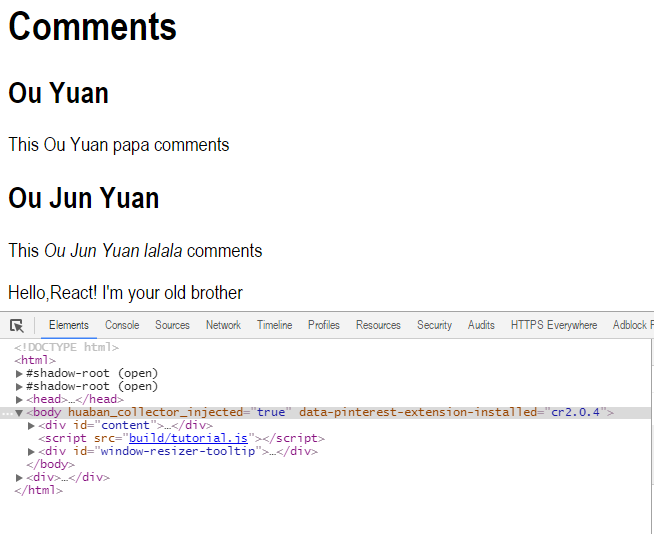 Comments
Ou Yuan
This Ou Yuan papa comments
Ou Jun Yuan
This Ou Jun Yuan lalala comments
Hello,React! I'm your old brother
Elements Console Sources Network Timeline Profiles Resources Security Audits HTTPS Everywhere Adblock
<!DOCTYPE html>
<html>
#shadow-root (open)
#shadow-root (open)
<head>…</head>
<body huaban_collector_injected="true" data-pinterest-extension-installed="cr2.0.4">
<div id="content">…</div>
<script src="build/tutorial.js"></script>
<div id="window-resizer-tooltip">…</div>
</body>
<div>…</div>
</html>